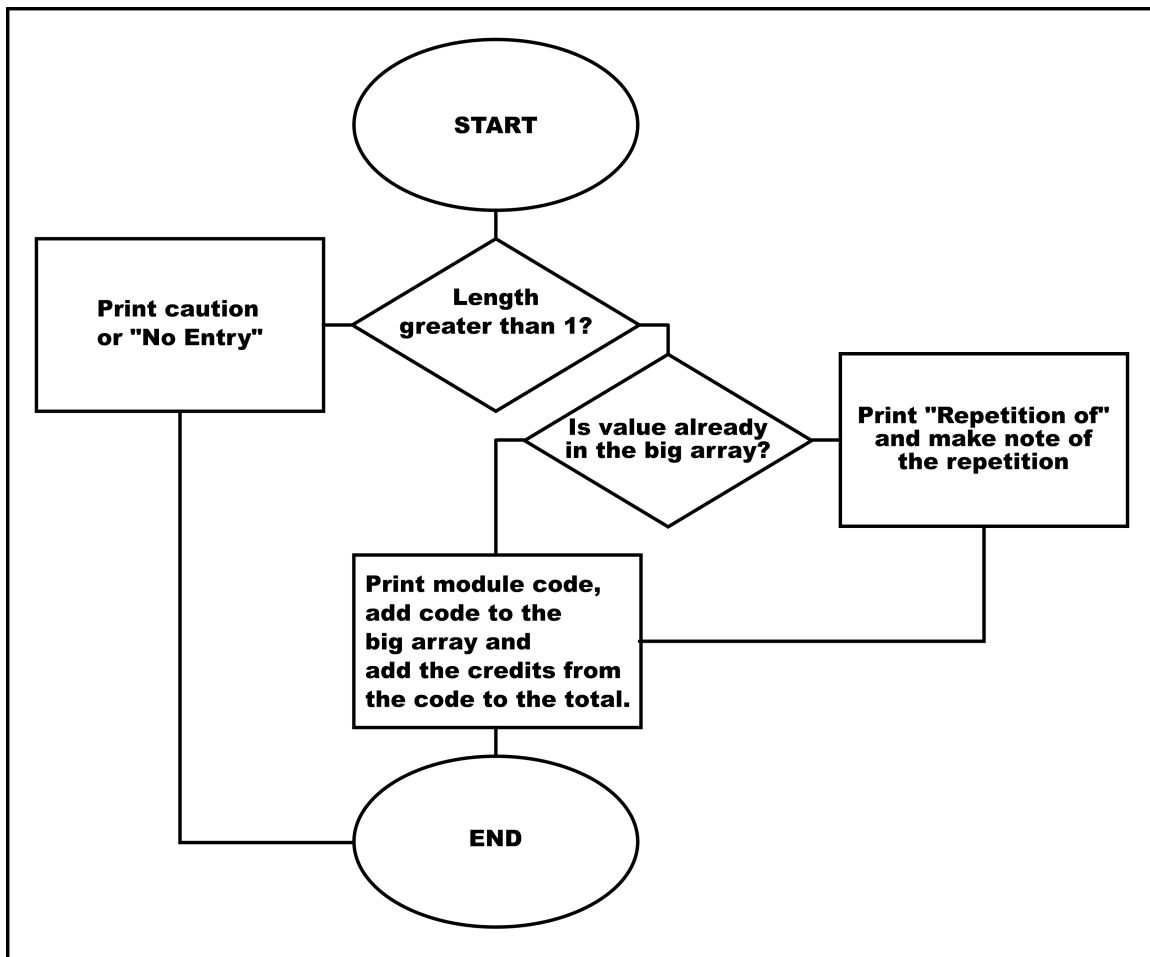 START
Length
greater than 1?
Print caution
or "No Entry"
Is value already
in the big array?
Print "Repetition of"
and make note of
the repetition
Print module code,
add code to the
big array and
add the credits from
the code to the total.
END